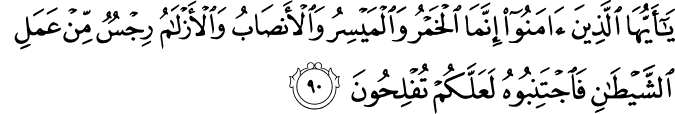 يَـٰٓأَيُّهَا ٱلَّذِينَ ءَامَنُوٓا۟ إِنَّمَا ٱلْخَمْرُ وَٱلْمَيْسِرُ وَٱلْأَنصَابُ وَٱلْأَزْلَـٰمُ رِجْسٌ مِّنْ عَمَلِ
ٱلشَّيْطَـٰنِ فَٱجْتَنِبُوهُ لَعَلَّكُمْ تُفْلِحُونَ ٩٠